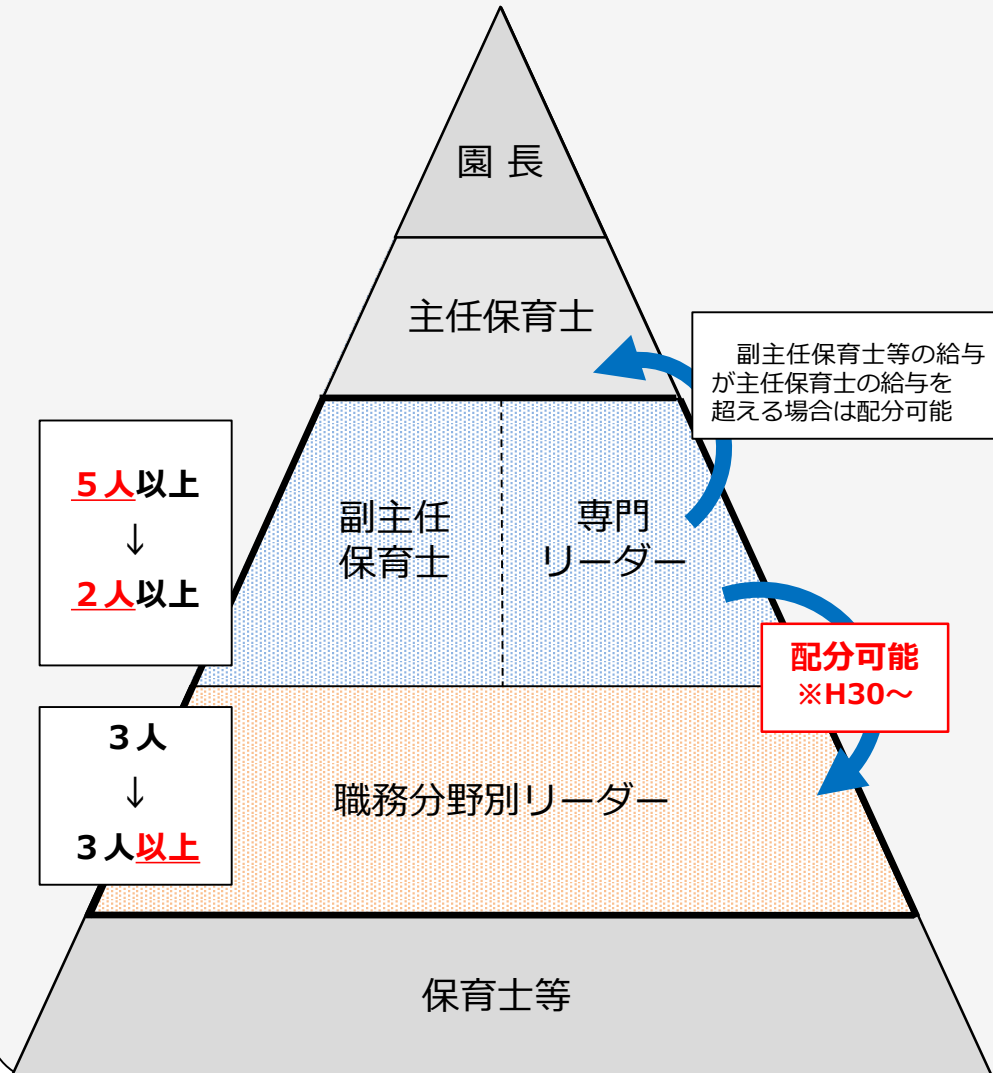 園 長
主任保育士
副主任保育士等の給与
が主任保育士の給与を
超える場合は配分可能
５人以上
↓
２人以上
副主任
保育士
専門
リーダー
配分可能
※H30～
３人
↓
３人以上
職務分野別リーダー
保育士等